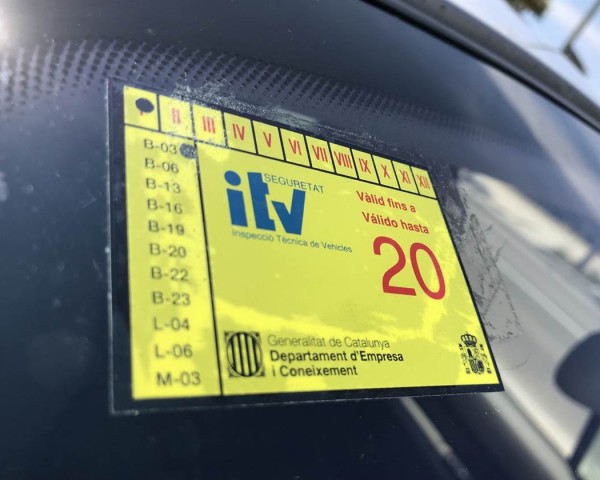 II III IV V VI VII VIII IX X XI XII
B-03
B-06
B-13
B-16
B-19
B-20
B-22
B-23
L-04
L-06
M-03
SEGURETAT
itv
Inspecció Tècnica de Vehicles
Vàlid fins a
Válido hasta
20
Generalitat de Catalunya
Departament d'Empresa
i Coneixement